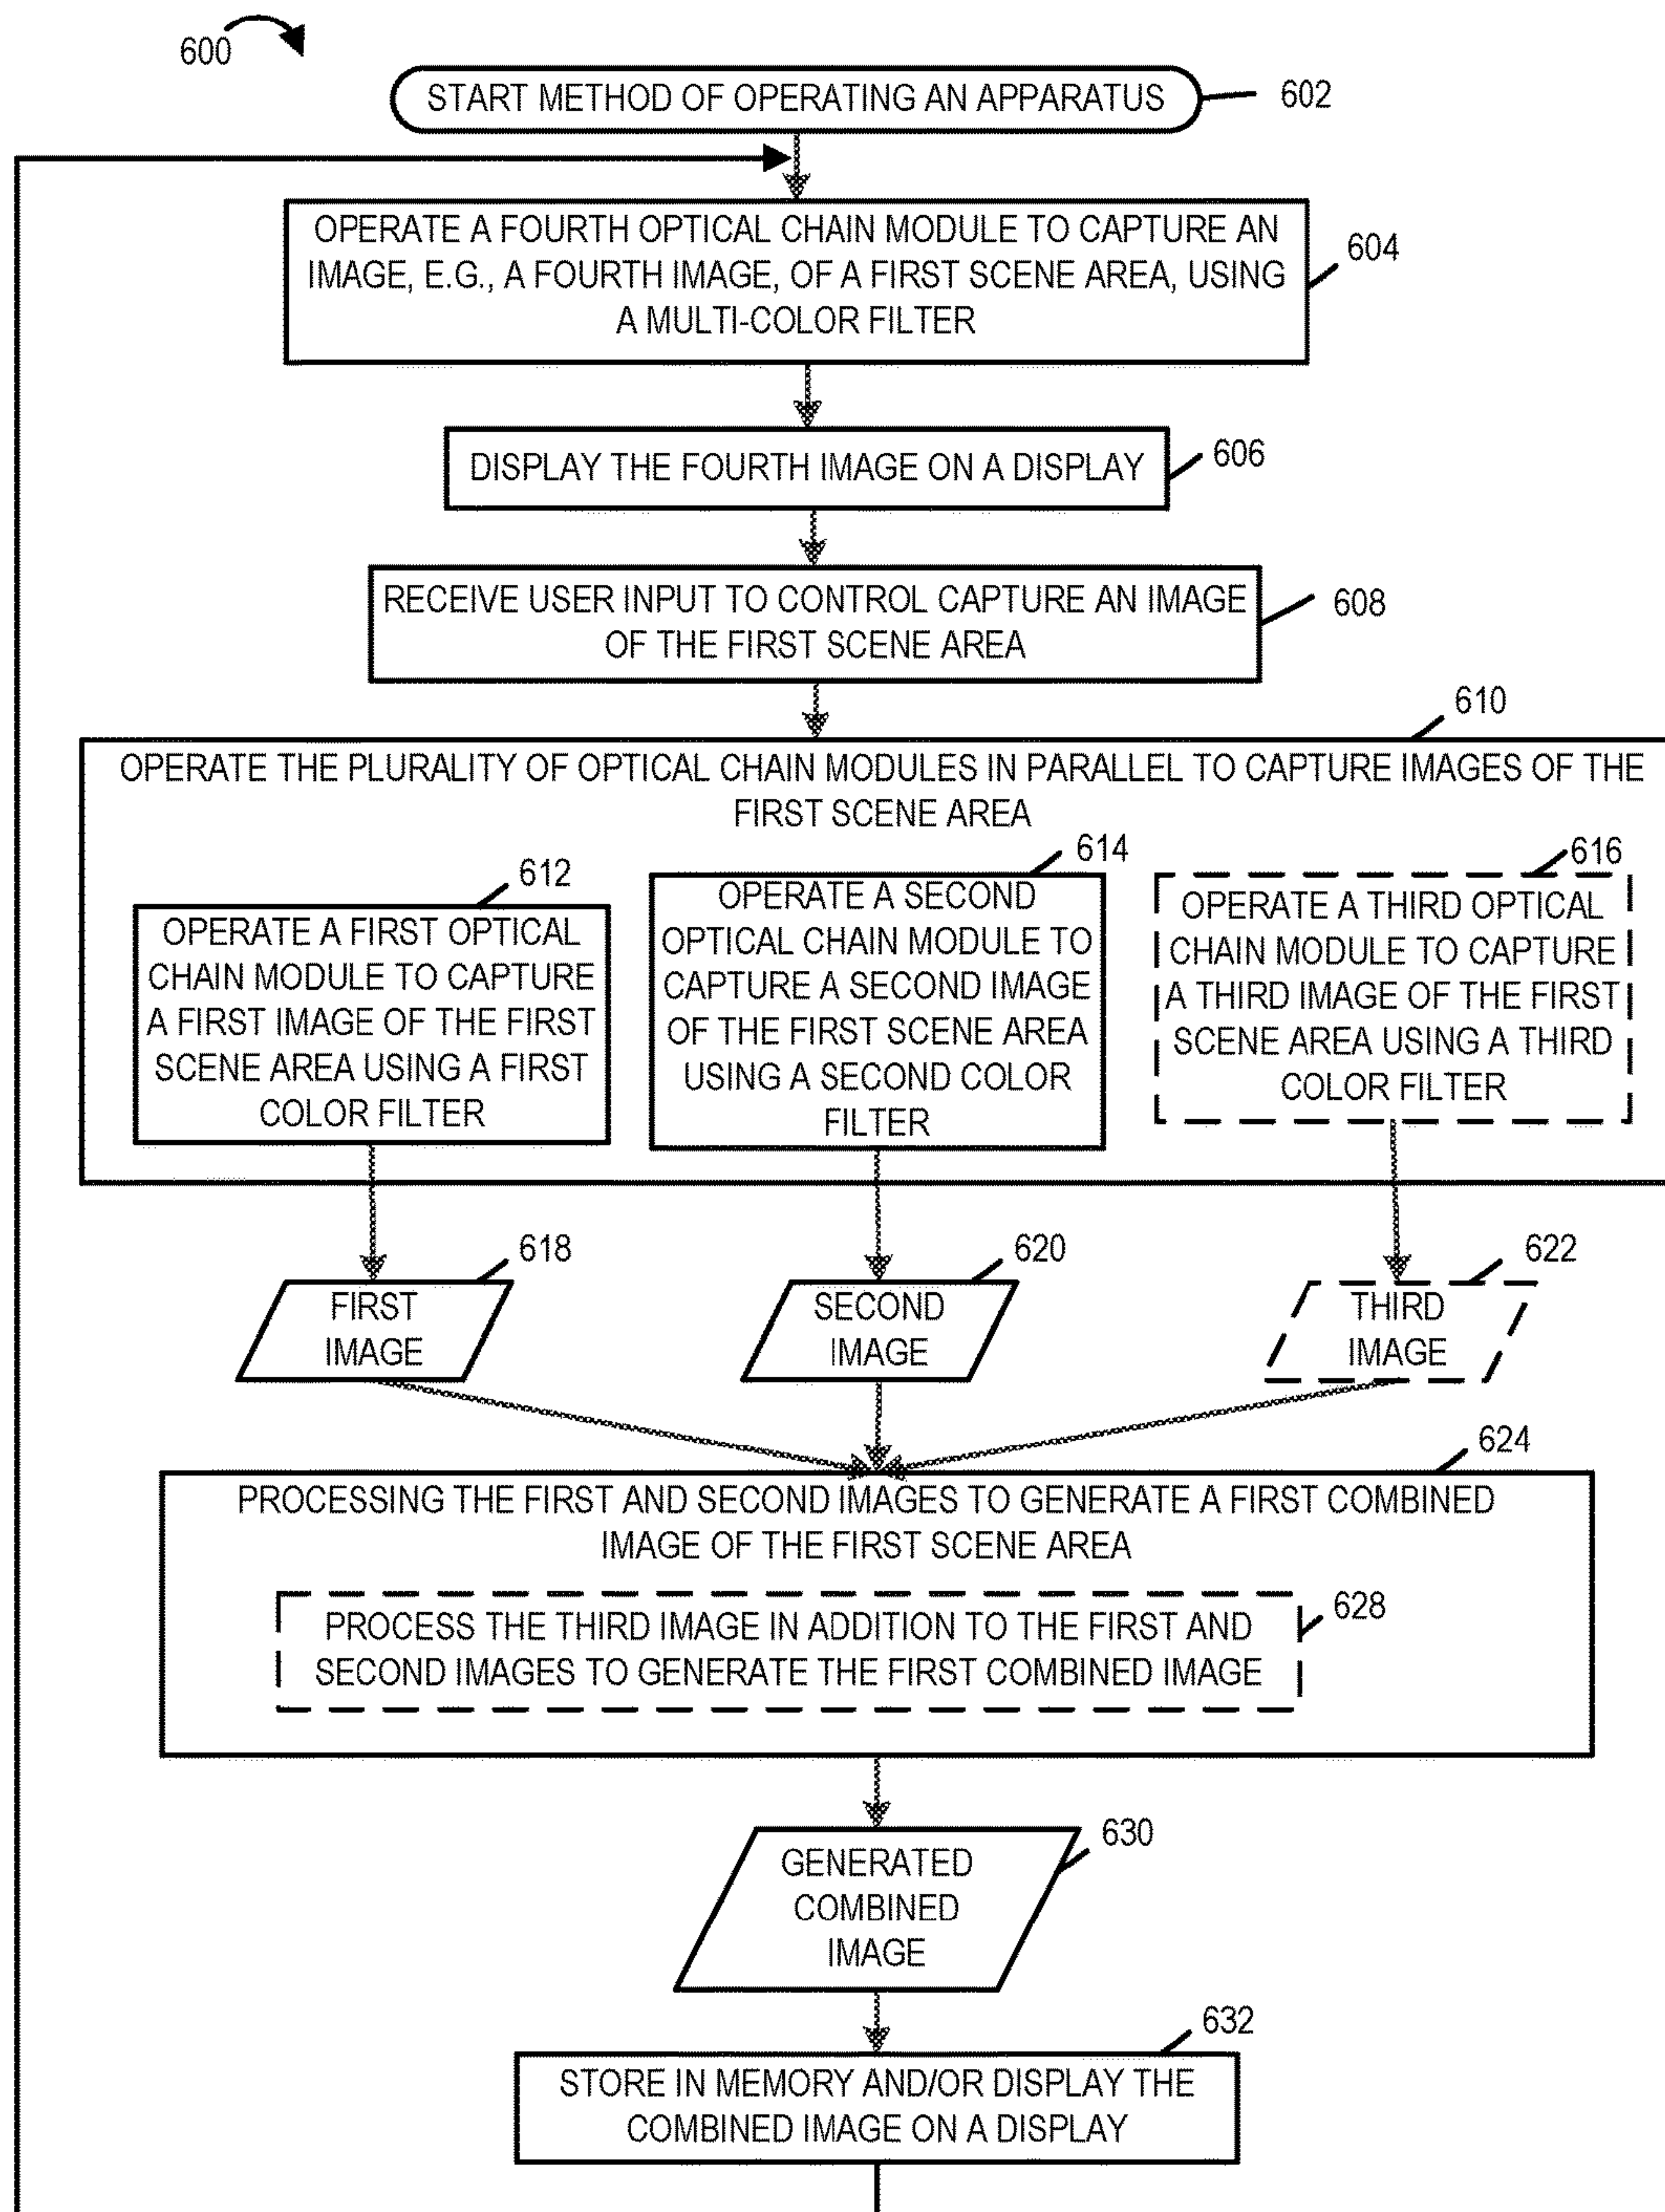 600
START METHOD OF OPERATING AN APPARATUS
602
OPERATE A FOURTH OPTICAL CHAIN MODULE TO CAPTURE AN
IMAGE, E.G., A FOURTH IMAGE, OF A FIRST SCENE AREA, USING
A MULTI-COLOR FILTER
604
DISPLAY THE FOURTH IMAGE ON A DISPLAY
606
RECEIVE USER INPUT TO CONTROL CAPTURE AN IMAGE
OF THE FIRST SCENE AREA
608
610
OPERATE THE PLURALITY OF OPTICAL CHAIN MODULES IN PARALLEL TO CAPTURE IMAGES OF THE
FIRST SCENE AREA
612
OPERATE A FIRST OPTICAL
CHAIN MODULE TO CAPTURE
A FIRST IMAGE OF THE FIRST
SCENE AREA USING A FIRST
COLOR FILTER
614
OPERATE A SECOND
OPTICAL CHAIN MODULE TO
CAPTURE A SECOND IMAGE
OF THE FIRST SCENE AREA
USING A SECOND COLOR
FILTER
616
OPERATE A THIRD OPTICAL
CHAIN MODULE TO CAPTURE
A THIRD IMAGE OF THE FIRST
SCENE AREA USING A THIRD
COLOR FILTER
618
FIRST
IMAGE
620
SECOND
IMAGE
622
THIRD
IMAGE
624
PROCESSING THE FIRST AND SECOND IMAGES TO GENERATE A FIRST COMBINED
IMAGE OF THE FIRST SCENE AREA
628
PROCESS THE THIRD IMAGE IN ADDITION TO THE FIRST AND
SECOND IMAGES TO GENERATE THE FIRST COMBINED IMAGE
630
GENERATED
COMBINED
IMAGE
632
STORE IN MEMORY AND/OR DISPLAY THE
COMBINED IMAGE ON A DISPLAY